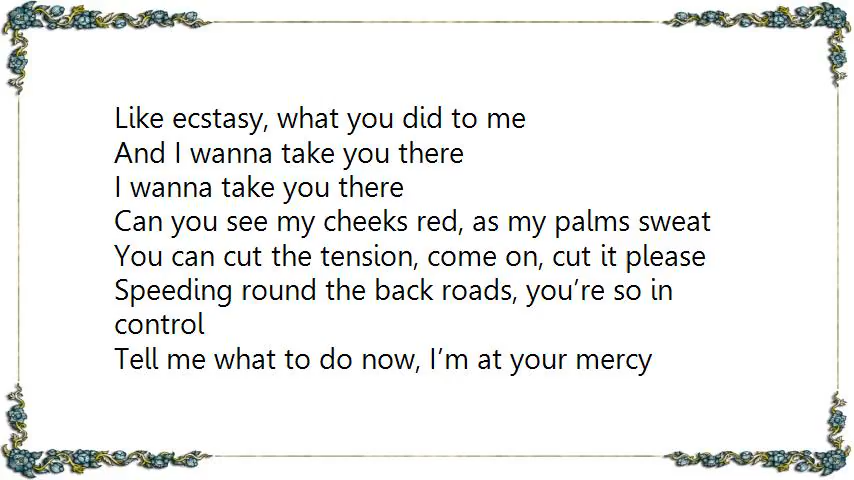 Like ecstasy, what you did to me
And I wanna take you there
I wanna take you there
Can you see my cheeks red, as my palms sweat
You can cut the tension, come on, cut it please
Speeding round the back roads, you’re so in
control
Tell me what to do now, I’m at your mercy